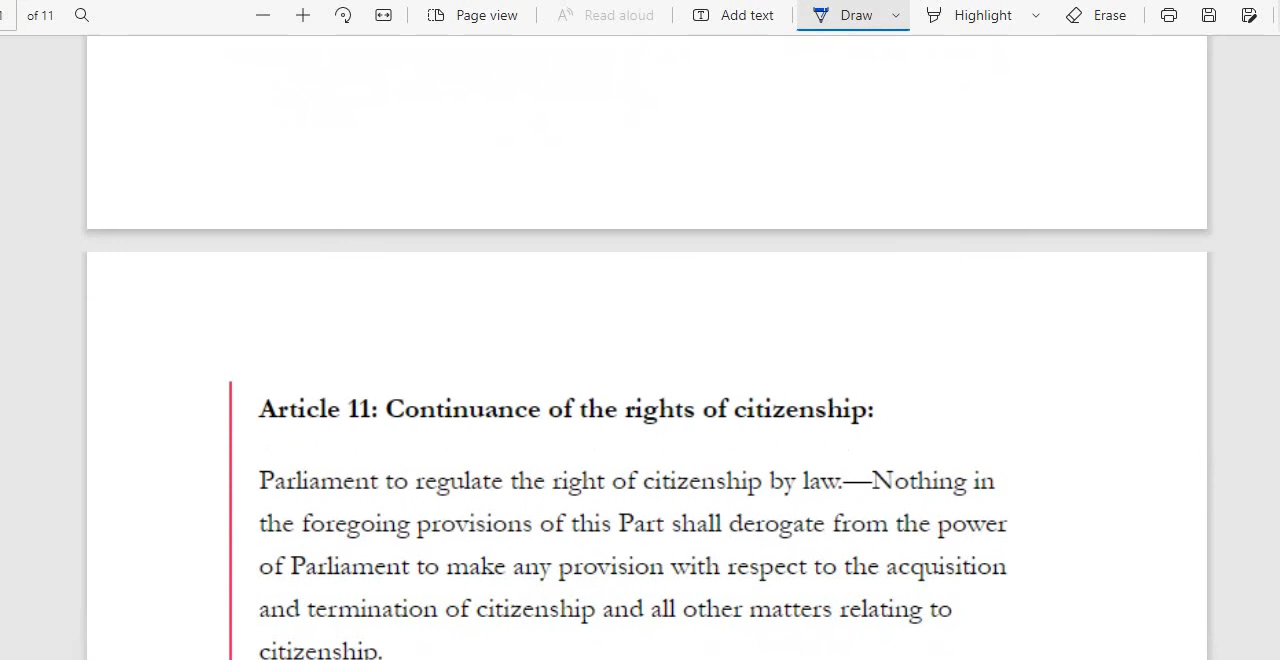 of 11 Page view Read aloud Add text Draw Highlight Erase
Article 11: Continuance of the rights of citizenship:
Parliament to regulate the right of citizenship by law.—Nothing in
the foregoing provisions of this Part shall derogate from the power
of Parliament to make any provision with respect to the acquisition
and termination of citizenship and all other matters relating to
citizenship.